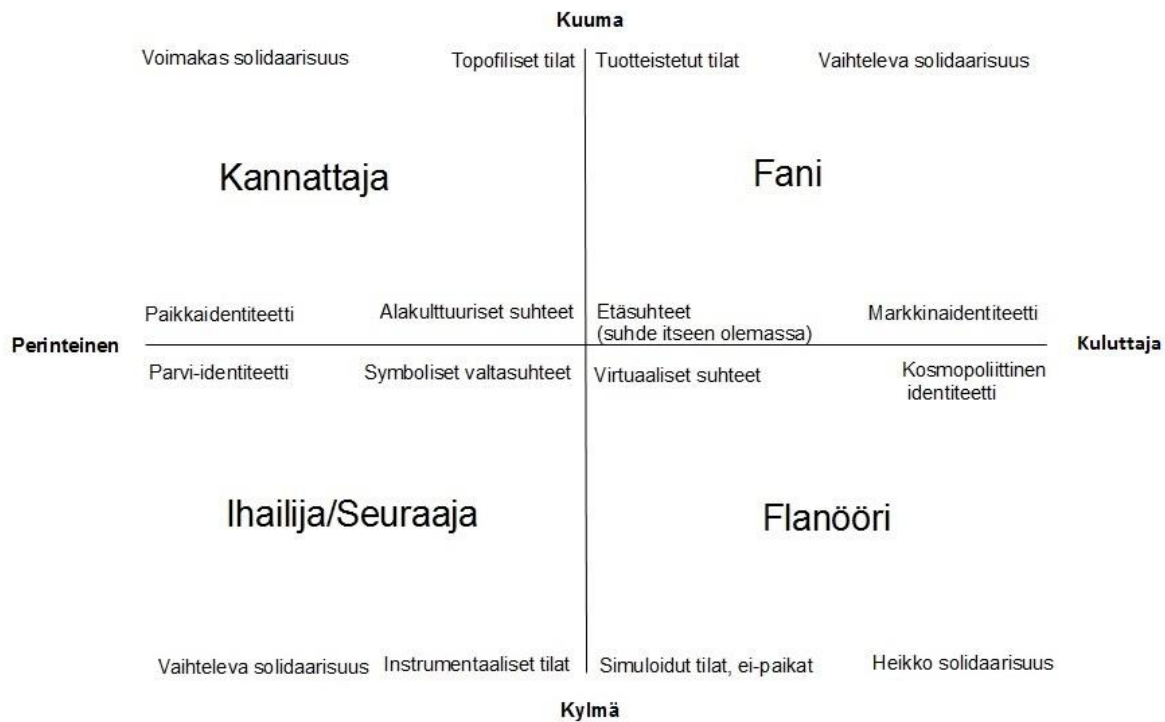 Kuuma
Voimakas solidaarisuus
Topofiliset tilat
Tuotteistetut tilat
Vaihteleva solidaarisuus
Kannattaja
Fani
Paikkaidentiteetti
Alakulttuuriset suhteet
Etäsuhteet
(suhde itseen olemassa)
Markkinaidentiteetti
Perinteinen
Kuluttaja
Parvi-identiteetti
Symboliset valtasuhteet
Virtuaaliset suhteet
Kosmopoliittinen
identiteetti
Ihailija/Seuraaja
Flanööri
Vaihteleva solidaarisuus
Instrumentaaliset tilat
Simuloidut tilat, ei-paikat
Heikko solidaarisuus
Kylmä